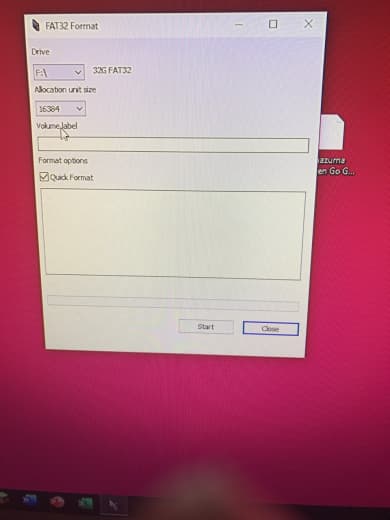 FAT32 Format
Drive
F:\
32G FAT32
Allocation unit size
16384
Volume label
Format options
Quick Format
Start
Close
azuma
en Go G...